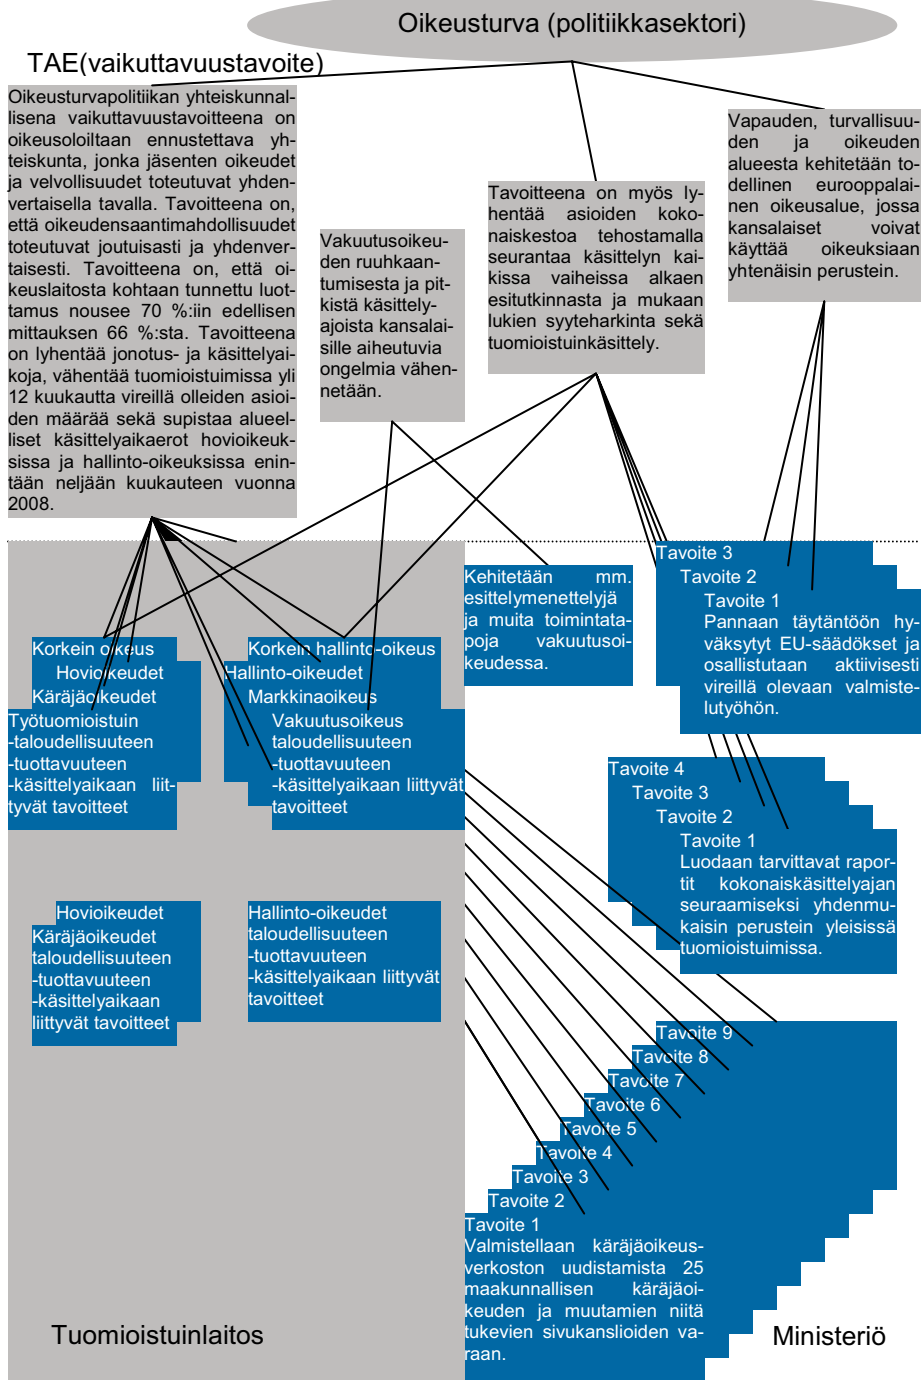 Oikeusturva (politiikkasektori)
TAE(vaikuttavuustavoite)
Oikeusturvapolitiikan yhteiskunnal-
lisena vaikuttavuustavoitteena on
oikeusoloiltaan ennustettava yh-
teiskunta, jonka jäsenten oikeudet
ja velvollisuudet toteutuvat yhden-
vertaisella tavalla. Tavoitteena on,
että oikeudensaantimahdollisuudet
toteutuvat joutuisasti ja yhdenver-
taisesti. Tavoitteena on, että oi-
keuslaitosta kohtaan tunnettu luot-
tamus nousee 70 %:iin edellisen
mittauksen 66 %:sta. Tavoitteena
on lyhentää jonotus- ja käsittelyai-
koja, vähentää tuomioistuimissa yli
12 kuukautta vireillä olleiden asioi-
den määrää sekä supistaa alueel-
liset käsittelyaikaerot hovioikeuk-
sissa ja hallinto-oikeuksissa enin-
tään neljään kuukauteen vuonna
2008.
Vakuutusoikeu-
den ruuhkaan-
tumisesta ja pit-
kistä käsittely-
ajoista kansalai-
sille aiheutuvia
ongelmia vähen-
netään.
Tavoitteena on myös ly-
hentää asioiden koko-
naiskestoa tehostamalla
seurantaa käsittelyn kai-
kissa vaiheissa alkaen
esitutkinnasta ja mukaan
lukien syyteharkinta sekä
tuomioistuinkäsittely.
Vapauden, turvallisuu-
den ja oikeuden
alueesta kehitetään to-
dellinen eurooppalai-
nen oikeusalue, jossa
kansalaiset voivat
käyttää oikeuksiaan
yhtenäisin perustein.
Korkein oikeus
Hovioikeudet
Käräjäoikeudet
Työtuomioistuin
-taloudellisuuteen
-tuottavuuteen
-käsittelyaikaan liit-
tyvät tavoitteet
Korkein hallinto-oikeus
Hallinto-oikeudet
Markkinaoikeus
Vakuutusoikeus
taloudellisuuteen
-tuottavuuteen
-käsittelyaikaan liittyvät
tavoitteet
Kehitetään mm.
esittelymenettelyjä
ja muita toimintata-
poja vakuutusoi-
keudessa.
Tavoite 3
Tavoite 2
Tavoite 1
Pannaan täytäntöön hy-
väksytyt EU-säädökset ja
osallistutaan aktiivisesti
vireillä olevaan valmiste-
lutyöhön.
Tavoite 4
Tavoite 3
Tavoite 2
Tavoite 1
Luodaan tarvittavat rapor-
tit kokonaiskäsittelyajan
seuraamiseksi yhdenmu-
kaisin perustein yleisissä
tuomioistuimissa.
Hovioikeudet
Käräjäoikeudet
taloudellisuuteen
-tuottavuuteen
-käsittelyaikaan
liittyvät tavoitteet
Hallinto-oikeudet
taloudellisuuteen
-tuottavuuteen
-käsittelyaikaan liittyvät
tavoitteet
Tavoite 9
Tavoite 8
Tavoite 7
Tavoite 6
Tavoite 5
Tavoite 4
Tavoite 3
Tavoite 2
Tavoite 1
Valmistellaan käräjäoikeus-
verkoston uudistamista 25
maakunnallisen käräjäoi-
keuden ja muutamien niitä
tukevien sivukanslioiden va-
raan.
Tuomioistuinlaitos
Ministeriö